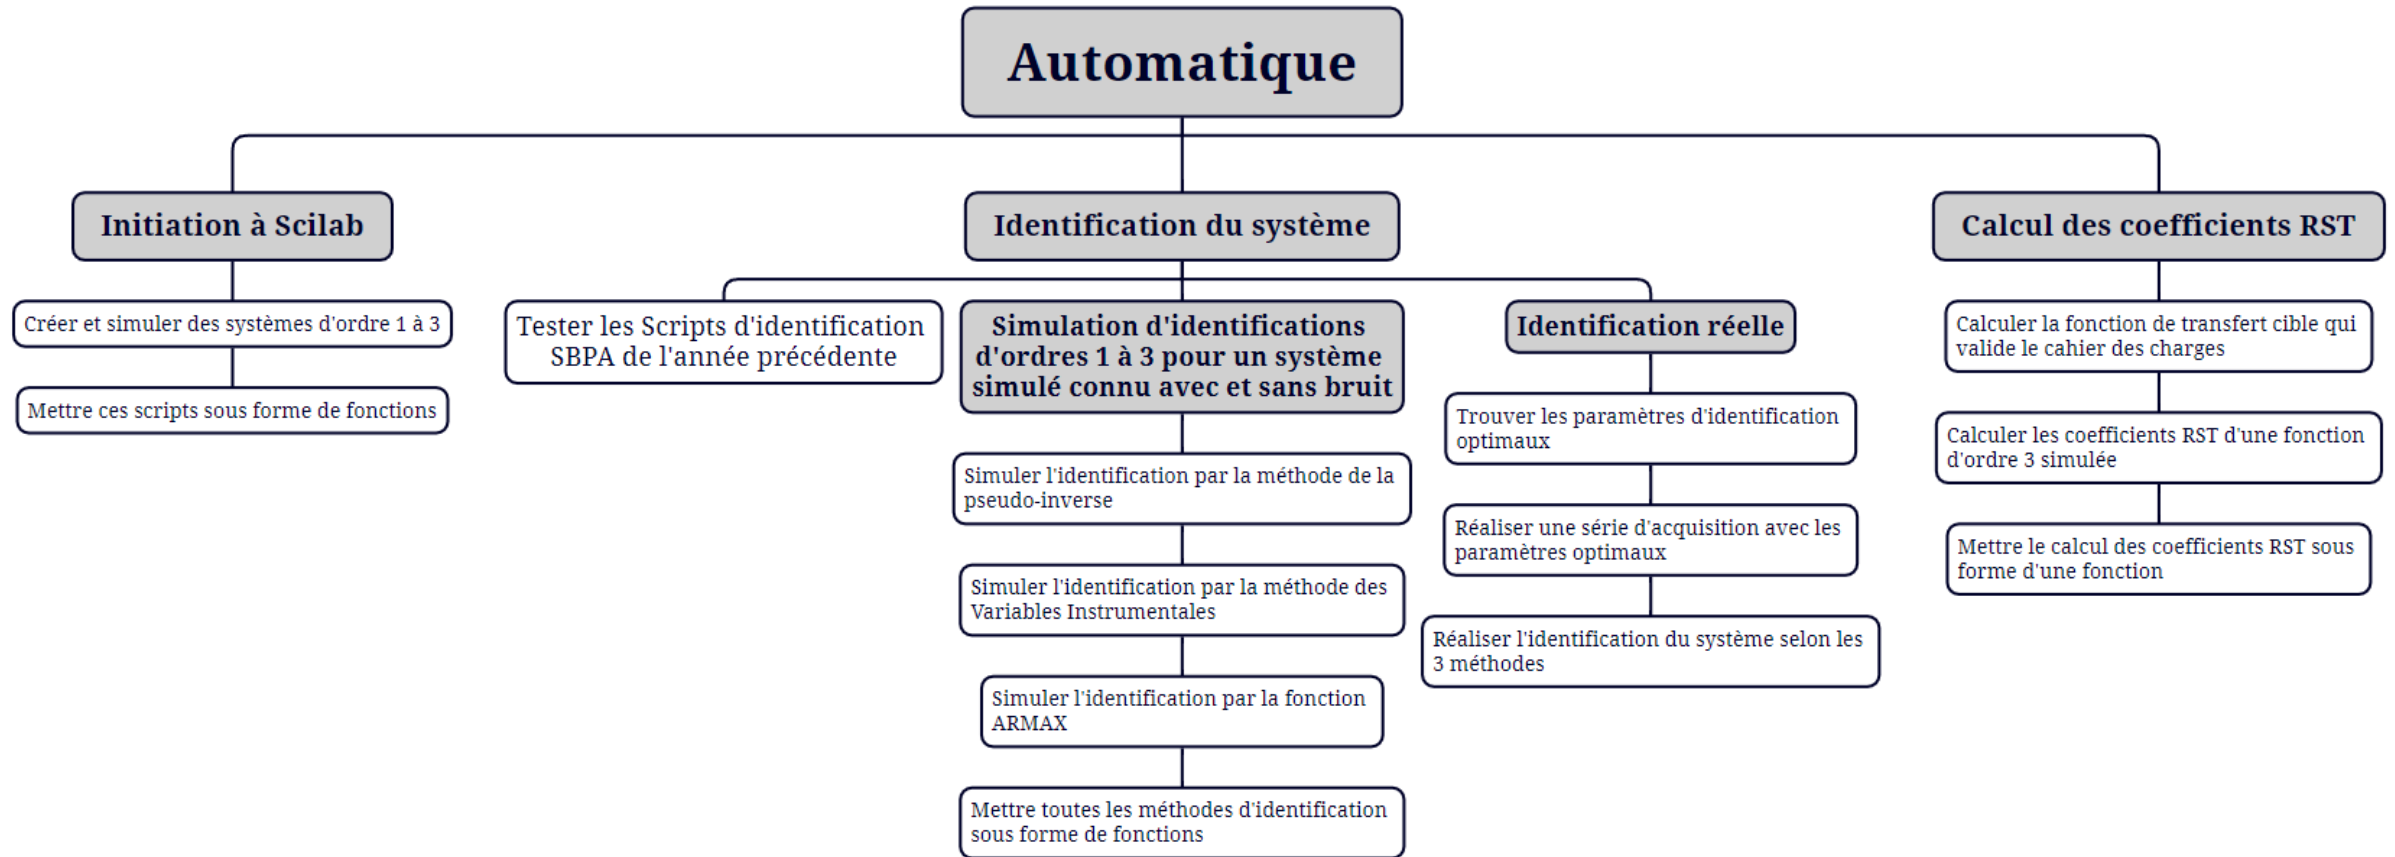 Automatique
Initiation à Scilab
Créer et simuler des systèmes d'ordre 1 à 3
Mettre ces scripts sous forme de fonctions
Identification du système
Tester les Scripts d'identification
SBPA de l'année précédente
Simulation d'identifications
d'ordres 1 à 3 pour un système
simulé connu avec et sans bruit
Simuler l'identification par la méthode de la
pseudo-inverse
Simuler l'identification par la méthode des
Variables Instrumentales
Simuler l'identification par la fonction
ARMAX
Mettre toutes les méthodes d'identification
sous forme de fonctions
Identification réelle
Trouver les paramètres d'identification
optimaux
Réaliser une série d'acquisition avec les
paramètres optimaux
Réaliser l'identification du système selon les
3 méthodes
Calcul des coefficients RST
Calculer la fonction de transfert cible qui
valide le cahier des charges
Calculer les coefficients RST d'une fonction
d'ordre 3 simulée
Mettre le calcul des coefficients RST sous
forme d'une fonction